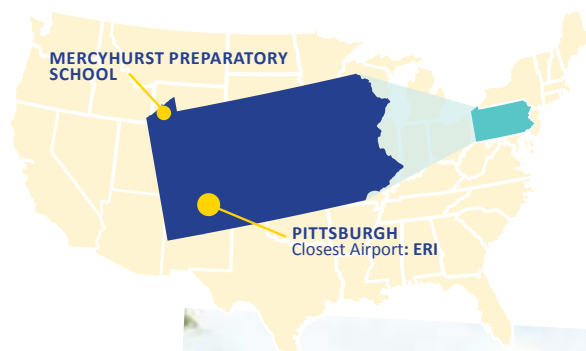 MERCYHURST PREPARATORY
SCHOOL
PITTSBURGH
Closest Airport: ERI